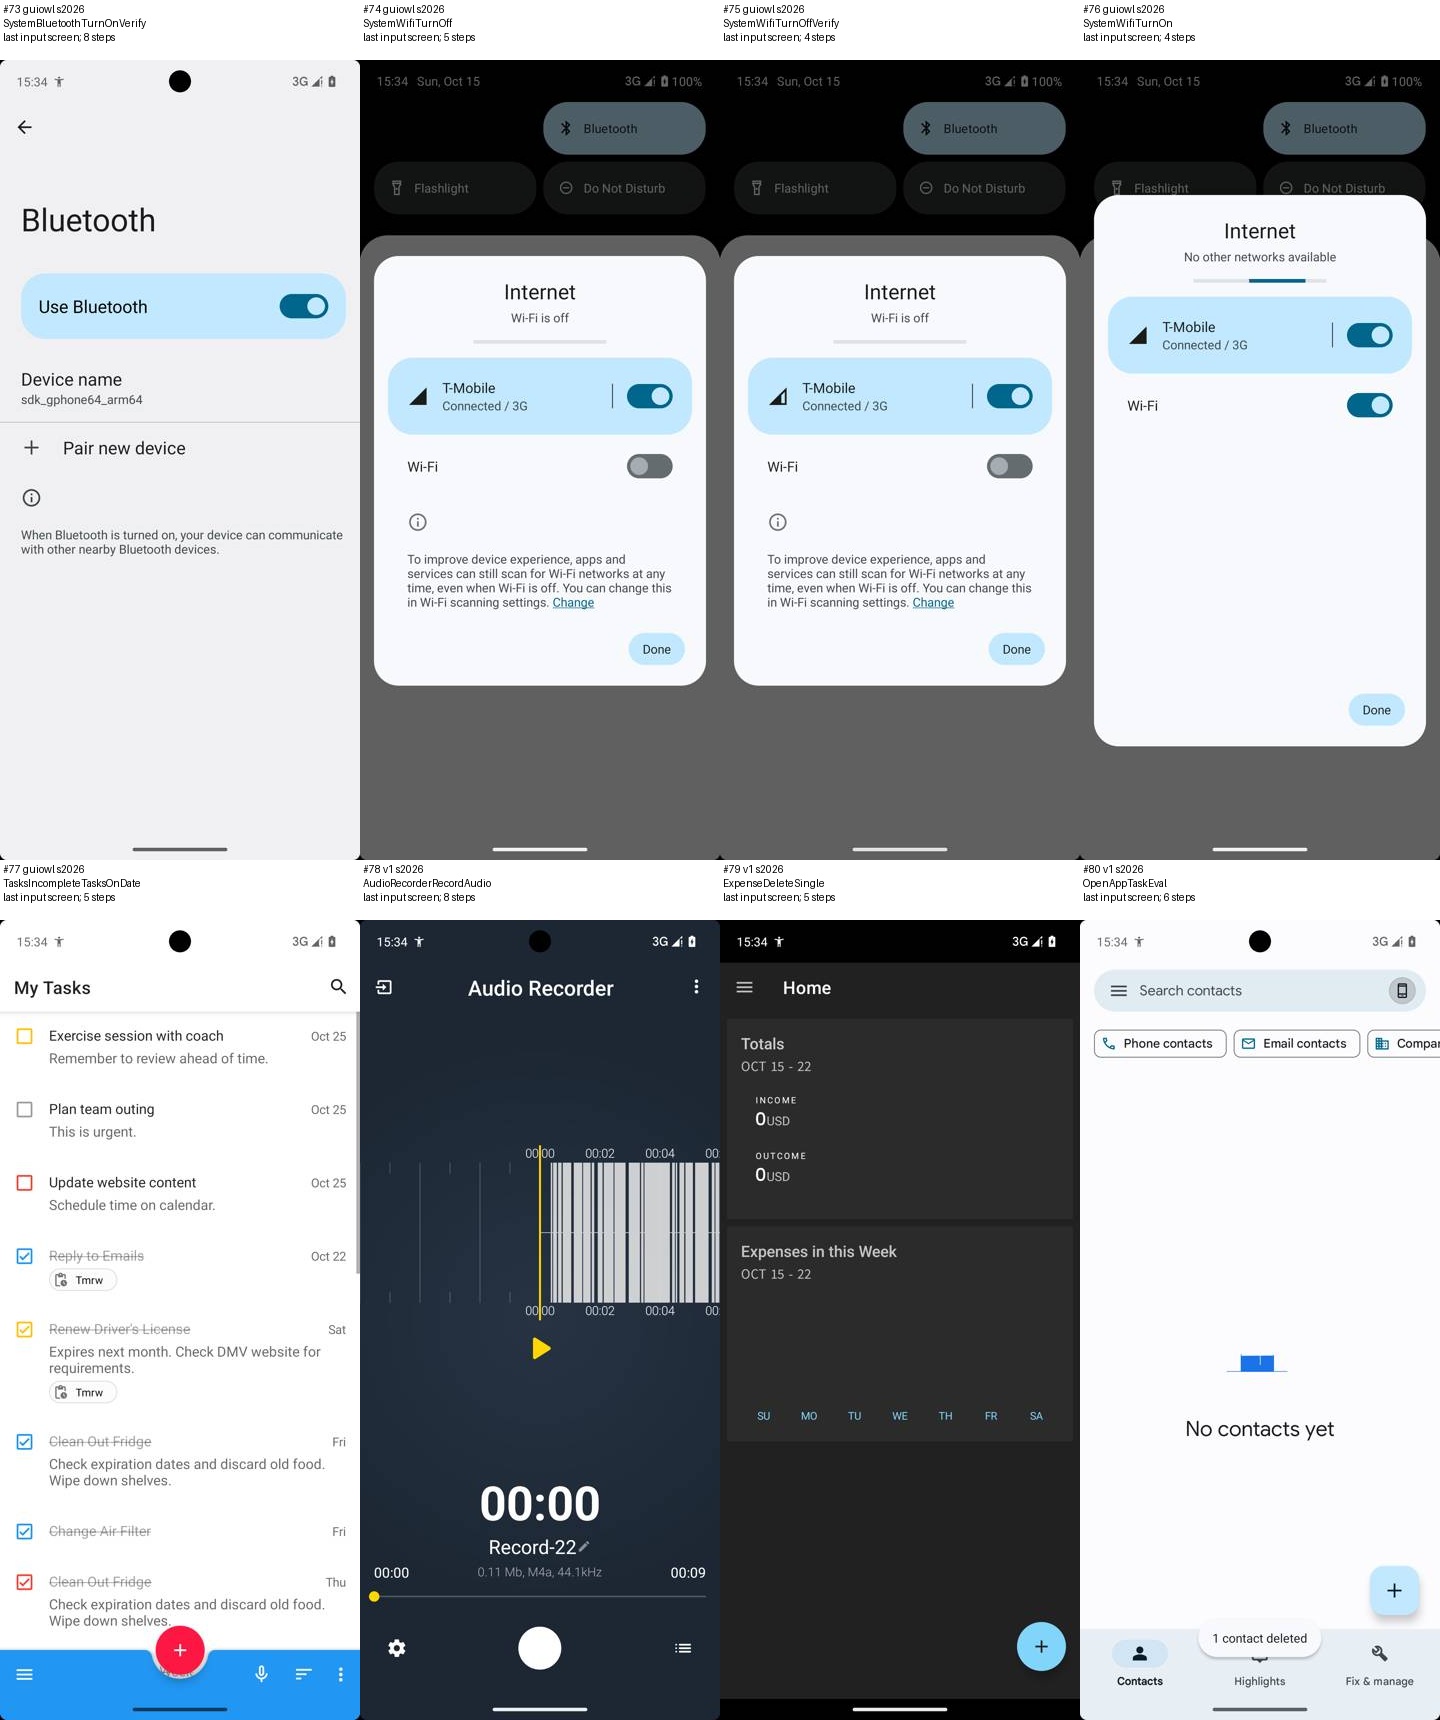 #73 guiowl s2026
SystemBluetoothTurnOnVerify
last input screen; 8 steps
15:34
3G
Bluetooth
Use Bluetooth
Device name
sdk_gphone64_arm64
Pair new device
When Bluetooth is turned on, your device can communicate
with other nearby Bluetooth devices.
#74 guiowl s2026
SystemWifiTurnOff
last input screen; 5 steps
15:34 Sun, Oct 15
3G 100%
Bluetooth
Flashlight
Do Not Disturb
Internet
Wi-Fi is off
T-Mobile
Connected / 3G
Wi-Fi
To improve device experience, apps and
services can still scan for Wi-Fi networks at any
time, even when Wi-Fi is off. You can change this
in Wi-Fi scanning settings. Change
Done
#75 guiowl s2026
SystemWifiTurnOffVerify
last input screen; 4 steps
15:34 Sun, Oct 15
3G 100%
Bluetooth
Flashlight
Do Not Disturb
Internet
Wi-Fi is off
T-Mobile
Connected / 3G
Wi-Fi
To improve device experience, apps and
services can still scan for Wi-Fi networks at any
time, even when Wi-Fi is off. You can change this
in Wi-Fi scanning settings. Change
Done
#76 guiowl s2026
SystemWifiTurnOn
last input screen; 4 steps
15:34 Sun, Oct 15
3G 100%
Bluetooth
Flashlight
Do Not Disturb
Internet
No other networks available
T-Mobile
Connected / 3G
Wi-Fi
Done
#77 guiowl s2026
TasksIncompleteTasksOnDate
last input screen; 5 steps
15:34
3G
My Tasks
Exercise session with coach Oct 25
Remember to review ahead of time.
Plan team outing Oct 25
This is urgent.
Update website content Oct 25
Schedule time on calendar.
Reply to Emails Oct 22
Tmrw
Renew Driver's License Sat
Expires next month. Check DMV website for
requirements.
Tmrw
Clean Out Fridge Fri
Check expiration dates and discard old food.
Wipe down shelves.
Change Air Filter Fri
Clean Out Fridge Thu
Check expiration dates and discard old food.
Wipe down shelves.
#78 v1 s2026
AudioRecorderRecordAudio
last input screen; 8 steps
15:34
3G
Audio Recorder
00:00 00:02 00:04 00:
00:00 00:02 00:04 00:
00:00
Record-22
00:00 0.11 Mb, M4a, 44.1kHz 00:09
#79 v1 s2026
ExpenseDeleteSingle
last input screen; 5 steps
15:34
3G
Home
Totals
OCT 15 - 22
INCOME
0 USD
OUTCOME
0 USD
Expenses in this Week
OCT 15 - 22
SU MO TU WE TH FR SA
#80 v1 s2026
OpenAppTaskEval
last input screen; 6 steps
15:34
3G
Search contacts
Phone contacts Email contacts Compar
No contacts yet
1 contact deleted
Contacts Highlights Fix & manage